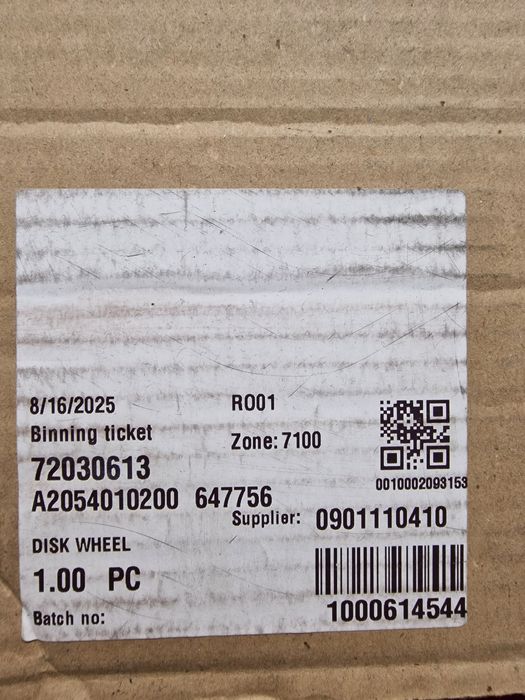 8/16/2025 RO01
Binning ticket Zone: 7100
72030613
0010002093153
A2054010200 647756
Supplier: 0901110410
DISK WHEEL
1.00 PC
Batch no: 1000614544